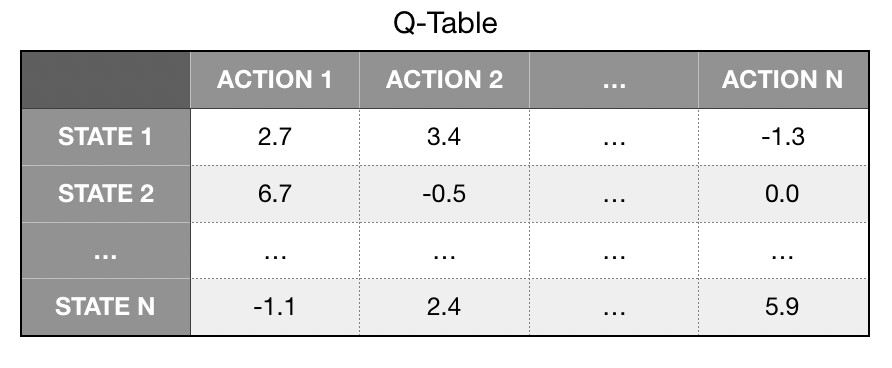 Q-Table
ACTION 1 ACTION 2 ... ACTION N
STATE 1 2.7 3.4 ... -1.3
STATE 2 6.7 -0.5 ... 0.0
... ... ... ... ...
STATE N -1.1 2.4 ... 5.9